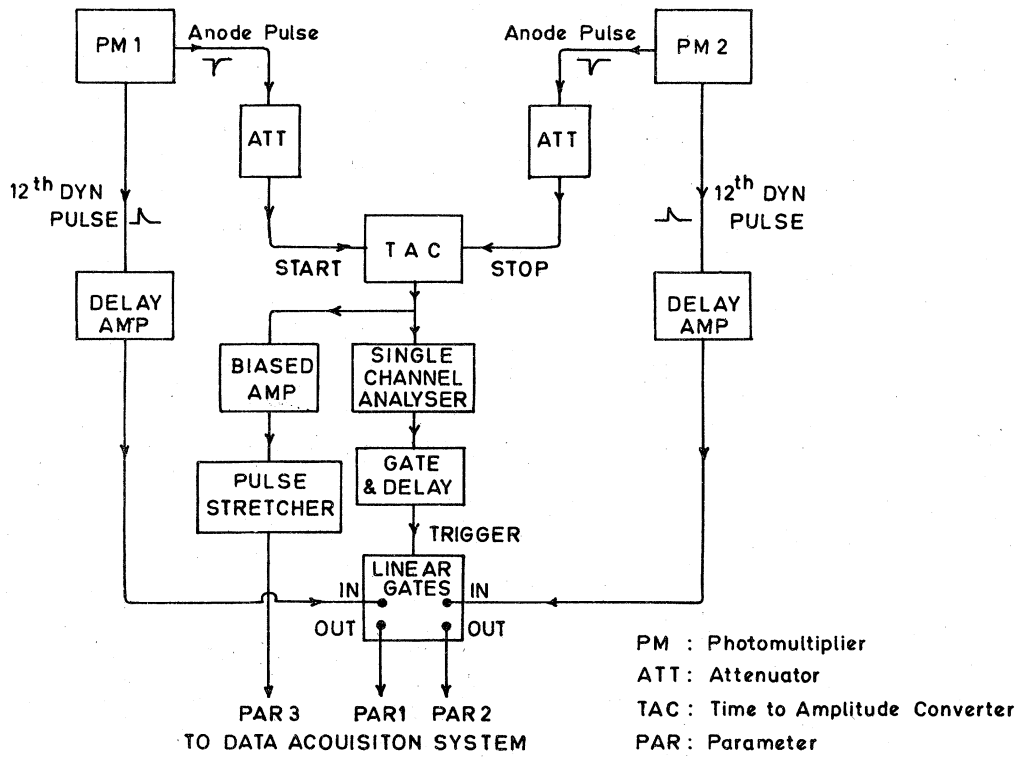 PM 1
Anode Pulse
Anode Pulse
PM 2
ATT
ATT
12th DYN
PULSE
12th DYN
PULSE
TAC
START
STOP
DELAY
AMP
DELAY
AMP
BIASED
AMP
SINGLE
CHANNEL
ANALYSER
PULSE
STRETCHER
GATE
& DELAY
TRIGGER
LINEAR
GATES
IN
IN
OUT
OUT
PAR 3
PAR1
PAR 2
TO DATA ACOUISITON SYSTEM
PM : Photomultiplier
ATT : Attenuator
TAC : Time to Amplitude Converter
PAR : Parameter